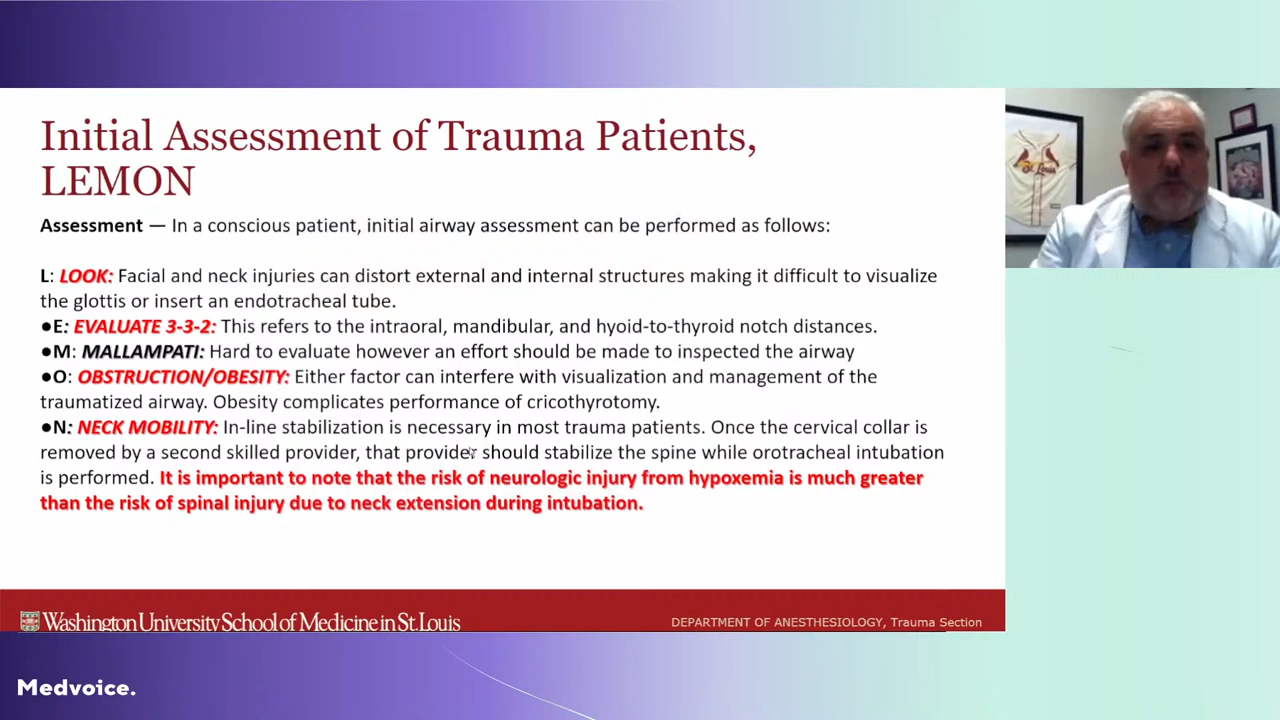 Initial Assessment of Trauma Patients,
LEMON
Assessment — In a conscious patient, initial airway assessment can be performed as follows:
L: LOOK: Facial and neck injuries can distort external and internal structures making it difficult to visualize
the glottis or insert an endotracheal tube.
●E: EVALUATE 3-3-2: This refers to the intraoral, mandibular, and hyoid-to-thyroid notch distances.
●M: MALLAMPATI: Hard to evaluate however an effort should be made to inspected the airway
●O: OBSTRUCTION/OBESITY: Either factor can interfere with visualization and management of the
traumatized airway. Obesity complicates performance of cricothyrotomy.
●N: NECK MOBILITY: In-line stabilization is necessary in most trauma patients. Once the cervical collar is
removed by a second skilled provider, that provider should stabilize the spine while orotracheal intubation
is performed. It is important to note that the risk of neurologic injury from hypoxemia is much greater
than the risk of spinal injury due to neck extension during intubation.
St. Louis
Washington University School of Medicine in St. Louis
DEPARTMENT OF ANESTHESIOLOGY, Trauma Section
Medvoice.